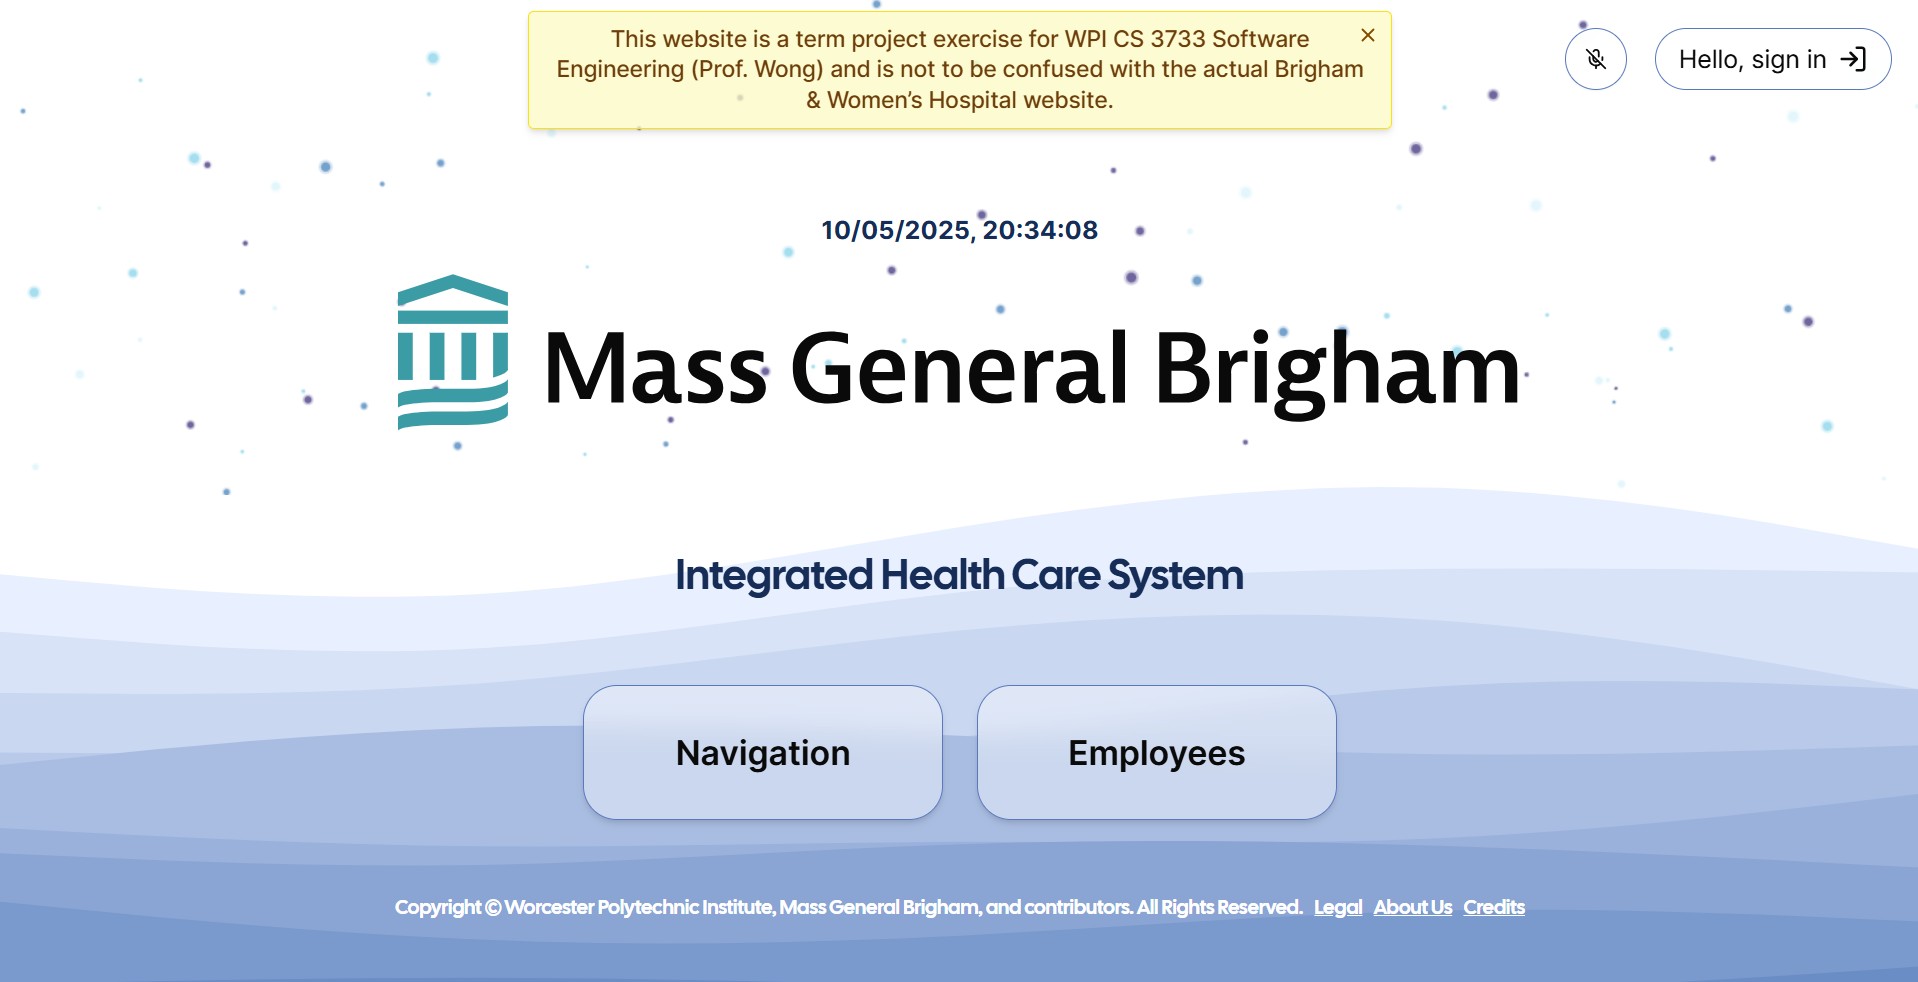 This website is a term project exercise for WPI CS 3733 Software
Engineering (Prof. Wong) and is not to be confused with the actual Brigham
& Women’s Hospital website.
Hello, sign in
10/05/2025, 20:34:08
Mass General Brigham
Integrated Health Care System
Navigation
Employees
Copyright © Worcester Polytechnic Institute, Mass General Brigham, and contributors. All Rights Reserved. Legal About Us Credits